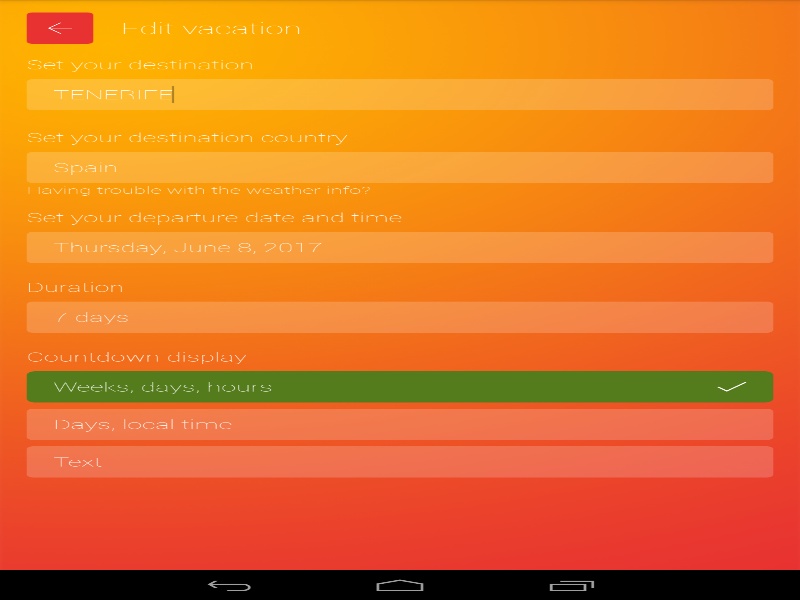 Edit vacation
Set your destination
TENERIFE
Set your destination country
Spain
Having trouble with the weather info?
Set your departure date and time
Thursday, June 8, 2017
Duration
7 days
Countdown display
Weeks, days, hours
Days, local time
Text